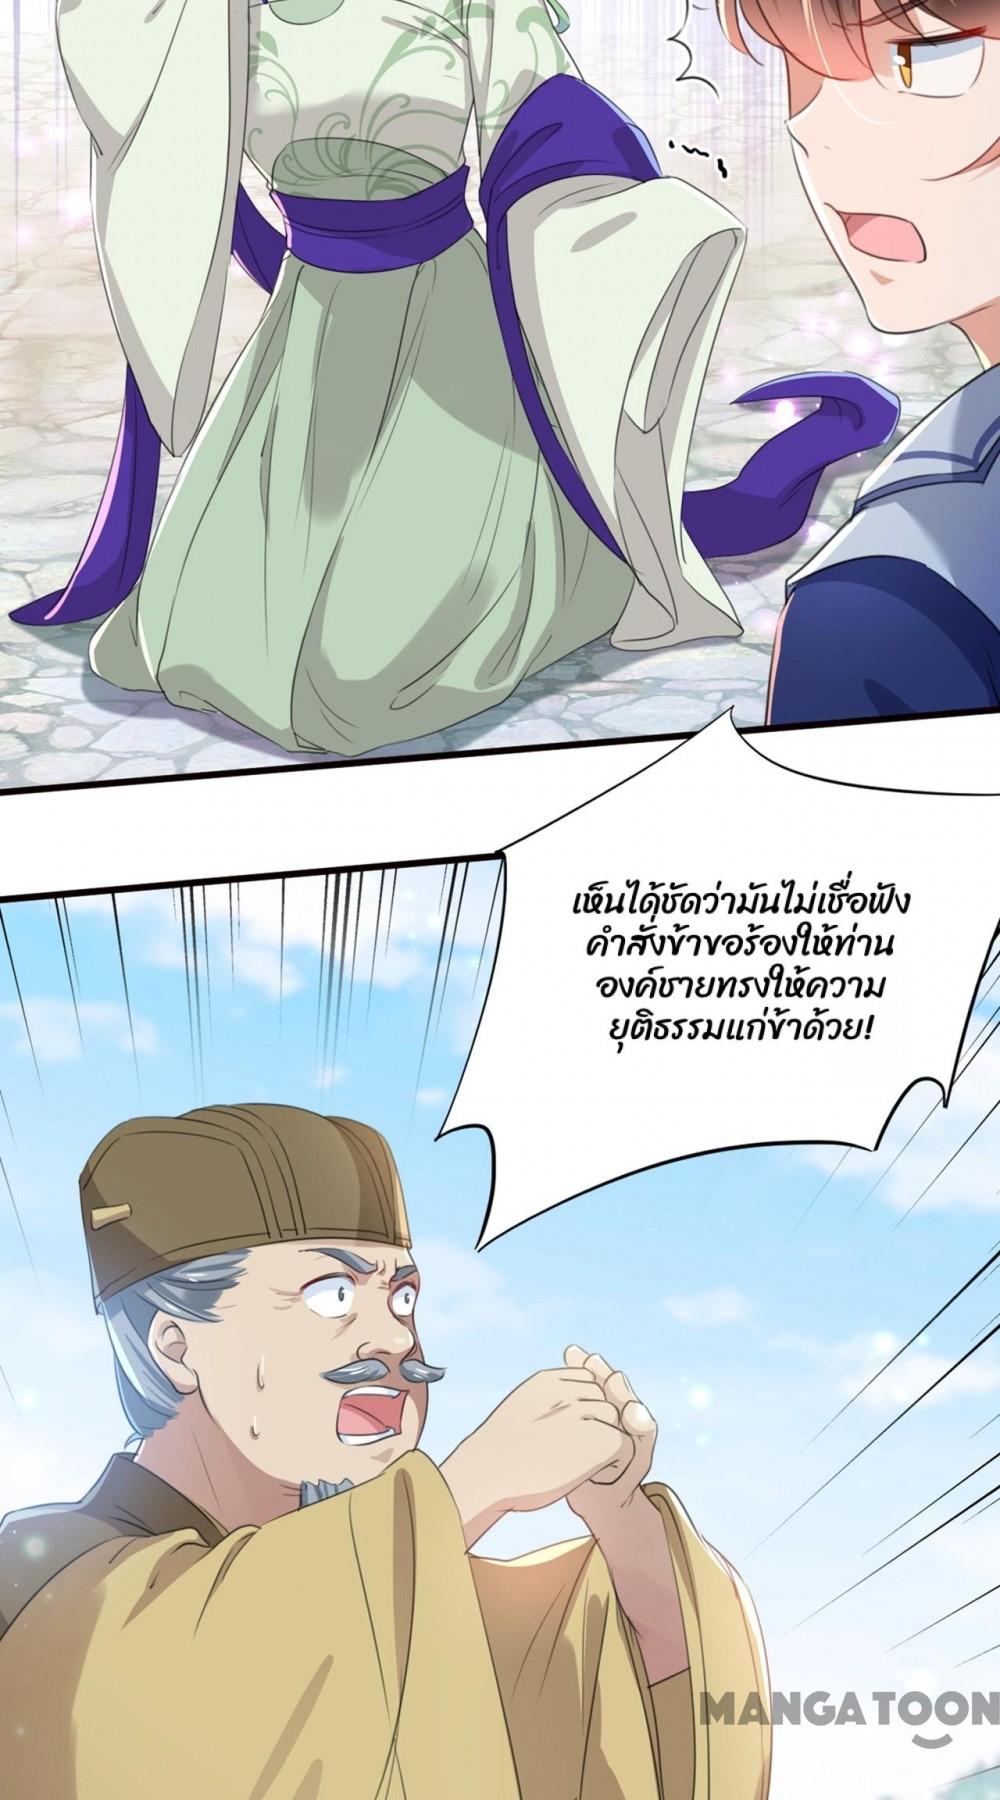 เห็นได้ชัดว่ามันไม่เชื่อฟัง
คำสั่งข้าขอร้องให้ท่าน
องค์ชายทรงให้ความ
ยุติธรรมแก่ข้าด้วย!
MANGATOON